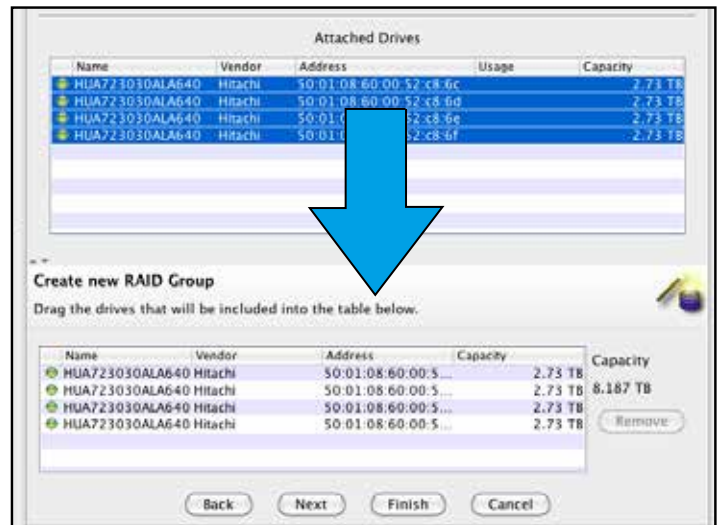 Attached Drives
Name Vendor Address Usage Capacity
HUA723030ALA640 Hitachi 50:01:08:60:00:52:c8:6c 2.73 TB
HUA723030ALA640 Hitachi 50:01:08:60:00:52:c8:6d 2.73 TB
HUA723030ALA640 Hitachi 50:01: 52:c8:6e 2.73 TB
HUA723030ALA640 Hitachi 50:01: 52:c8:6f 2.73 TB
Create new RAID Group
Drag the drives that will be included into the table below.
Name Vendor Address Capacity
HUA723030ALA640 Hitachi 50:01:08:60:00:5... 2.73 TB
HUA723030ALA640 Hitachi 50:01:08:60:00:5... 2.73 TB
HUA723030ALA640 Hitachi 50:01:08:60:00:5... 2.73 TB
HUA723030ALA640 Hitachi 50:01:08:60:00:5... 2.73 TB
Capacity
8.187 TB
Remove
Back Next Finish Cancel